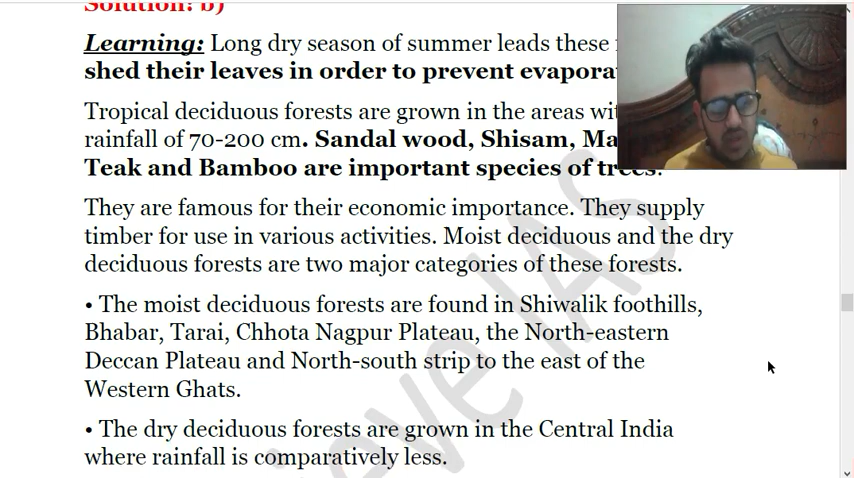 Solution: b)
Learning: Long dry season of summer leads these
shed their leaves in order to prevent
Tropical deciduous forests are grown in the areas
rainfall of 70-200 cm. Sandal wood, Shisam,
Teak and Bamboo are important species of trees.
They are famous for their economic importance. They supply
timber for use in various activities. Moist deciduous and the dry
deciduous forests are two major categories of these forests.
• The moist deciduous forests are found in Shiwalik foothills,
Bhabar, Tarai, Chhota Nagpur Plateau, the North-eastern
Deccan Plateau and North-south strip to the east of the
Western Ghats.
• The dry deciduous forests are grown in the Central India
where rainfall is comparatively less.
IAS